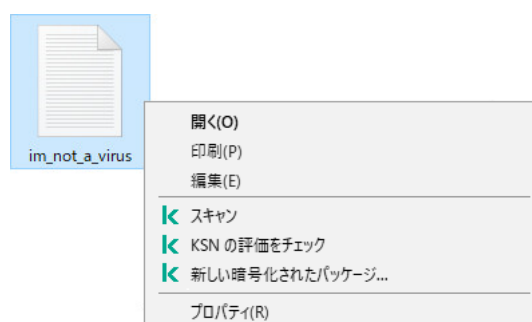 im_not_a_virus
開く(O)
印刷(P)
編集(E)
スキャン
KSN の評価をチェック
新しい暗号化されたパッケージ...
プロパティ(R)